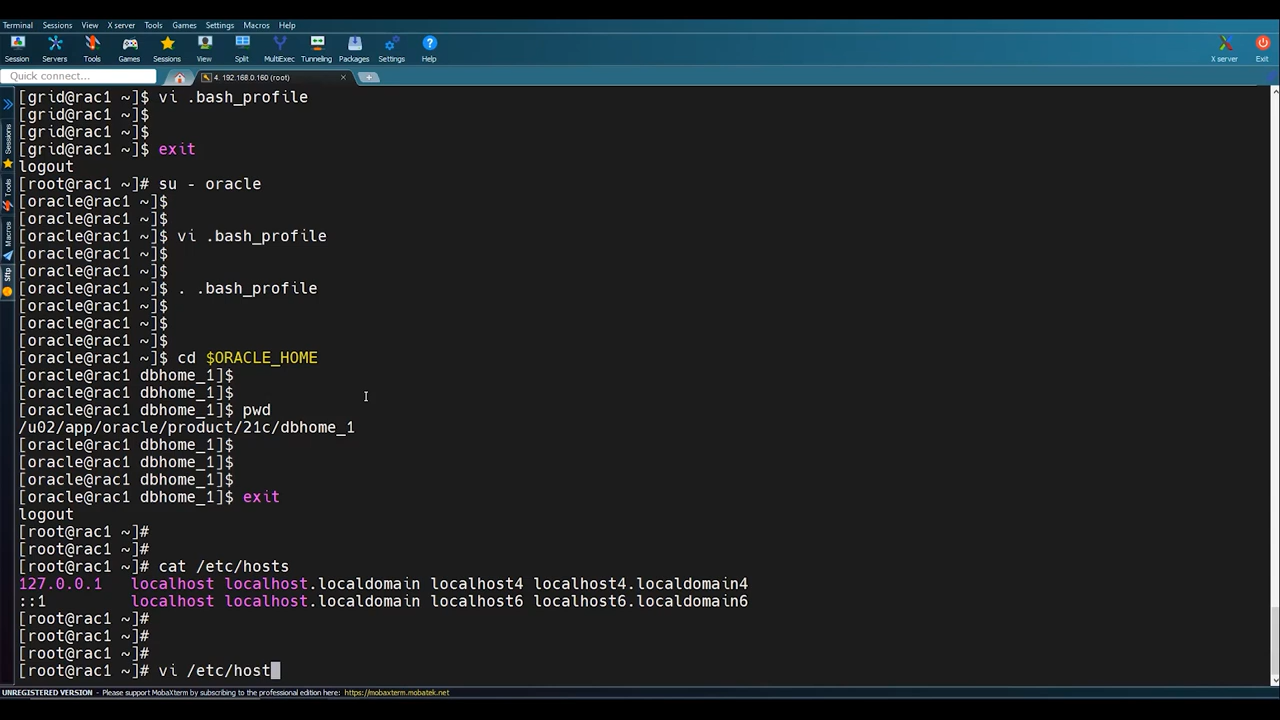 Terminal Sessions View X server Tools Games Settings Macros Help
Session Servers Tools Games Sessions View Split MultiExec Tunneling Packages Settings Help X server Exit
Quick connect... 4. 192.168.0.160 (root)
[grid@rac1 ~]$ vi .bash_profile
[grid@rac1 ~]$
[grid@rac1 ~]$
[grid@rac1 ~]$ exit
logout
[root@rac1 ~]# su - oracle
[oracle@rac1 ~]$
[oracle@rac1 ~]$
[oracle@rac1 ~]$ vi .bash_profile
[oracle@rac1 ~]$
[oracle@rac1 ~]$
[oracle@rac1 ~]$ . .bash_profile
[oracle@rac1 ~]$
[oracle@rac1 ~]$
[oracle@rac1 ~]$
[oracle@rac1 ~]$ cd $ORACLE_HOME
[oracle@rac1 dbhome_1]$
[oracle@rac1 dbhome_1]$
[oracle@rac1 dbhome_1]$ pwd
/u02/app/oracle/product/21c/dbhome_1
[oracle@rac1 dbhome_1]$
[oracle@rac1 dbhome_1]$
[oracle@rac1 dbhome_1]$
[oracle@rac1 dbhome_1]$ exit
logout
[root@rac1 ~]#
[root@rac1 ~]#
[root@rac1 ~]# cat /etc/hosts
127.0.0.1 localhost localhost.localdomain localhost4 localhost4.localdomain4
::1 localhost localhost.localdomain localhost6 localhost6.localdomain6
[root@rac1 ~]#
[root@rac1 ~]#
[root@rac1 ~]#
[root@rac1 ~]# vi /etc/host
Sessions
Tools
Macros
Sftp
UNREGISTERED VERSION - Please support MobaXterm by subscribing to the professional edition here: https://mobaxterm.mobatek.net